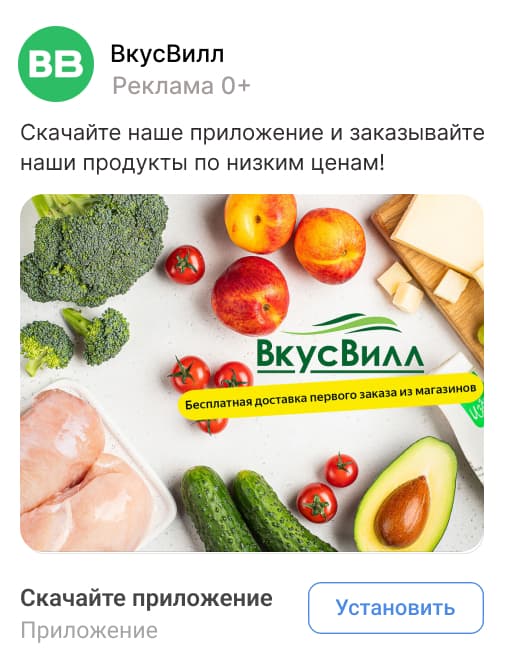 ВВ
ВкусВилл
Реклама 0+
Скачайте наше приложение и заказывайте
наши продукты по низким ценам!
ВкусВилл
Бесплатная доставка первого заказа из магазинов
Скачайте приложение
Приложение
Установить